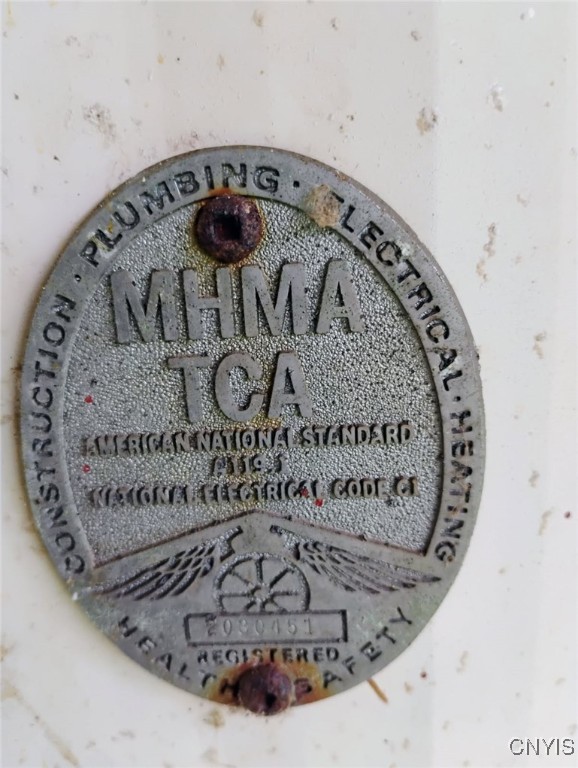 CONSTRUCTION · PLUMBING · ELECTRICAL · HEATING
MHMA
TCA
AMERICAN NATIONAL STANDARD
A119.1
NATIONAL ELECTRICAL CODE C1
2030451
REGISTERED
HEALTH SAFETY
CNYIS